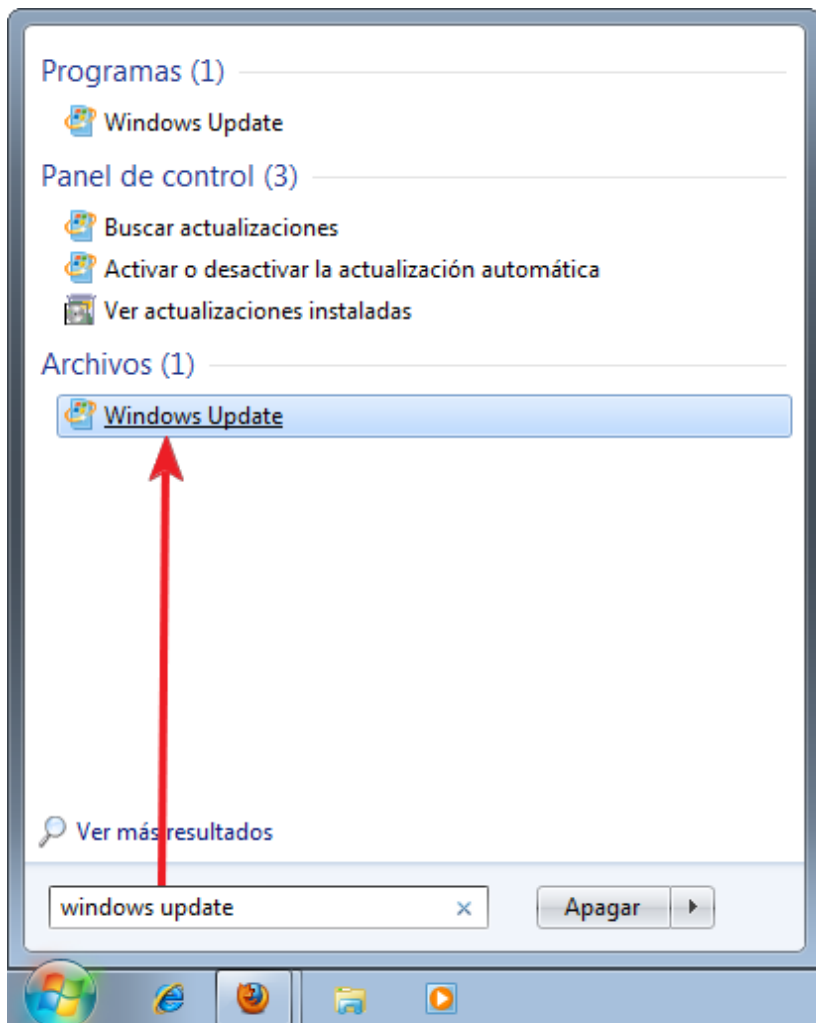 Programas (1)
Windows Update
Panel de control (3)
Buscar actualizaciones
Activar o desactivar la actualización automática
Ver actualizaciones instaladas
Archivos (1)
Windows Update
Ver más resultados
windows update
Apagar